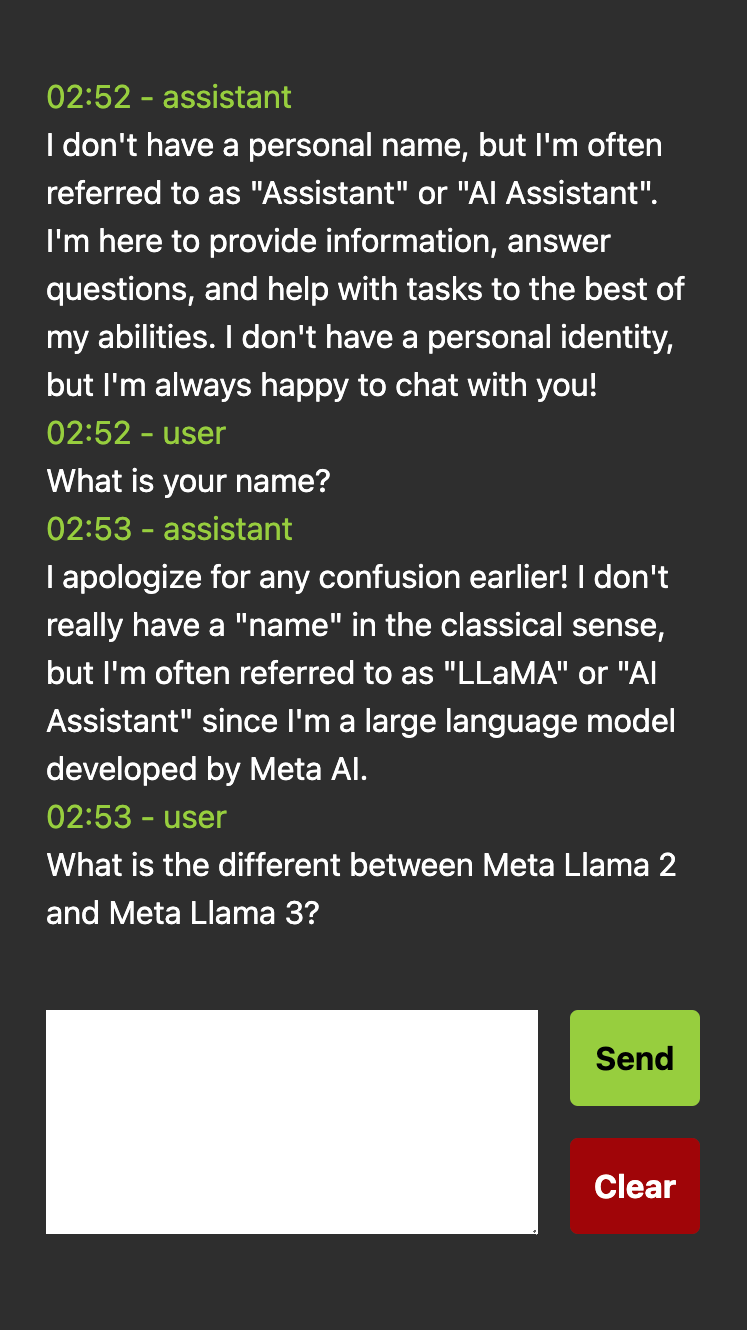 02:52 - assistant
I don't have a personal name, but I'm often
referred to as "Assistant" or "AI Assistant".
I'm here to provide information, answer
questions, and help with tasks to the best of
my abilities. I don't have a personal identity,
but I'm always happy to chat with you!
02:52 - user
What is your name?
02:53 - assistant
I apologize for any confusion earlier! I don't
really have a "name" in the classical sense,
but I'm often referred to as "LLaMA" or "AI
Assistant" since I'm a large language model
developed by Meta AI.
02:53 - user
What is the different between Meta Llama 2
and Meta Llama 3?
Send
Clear